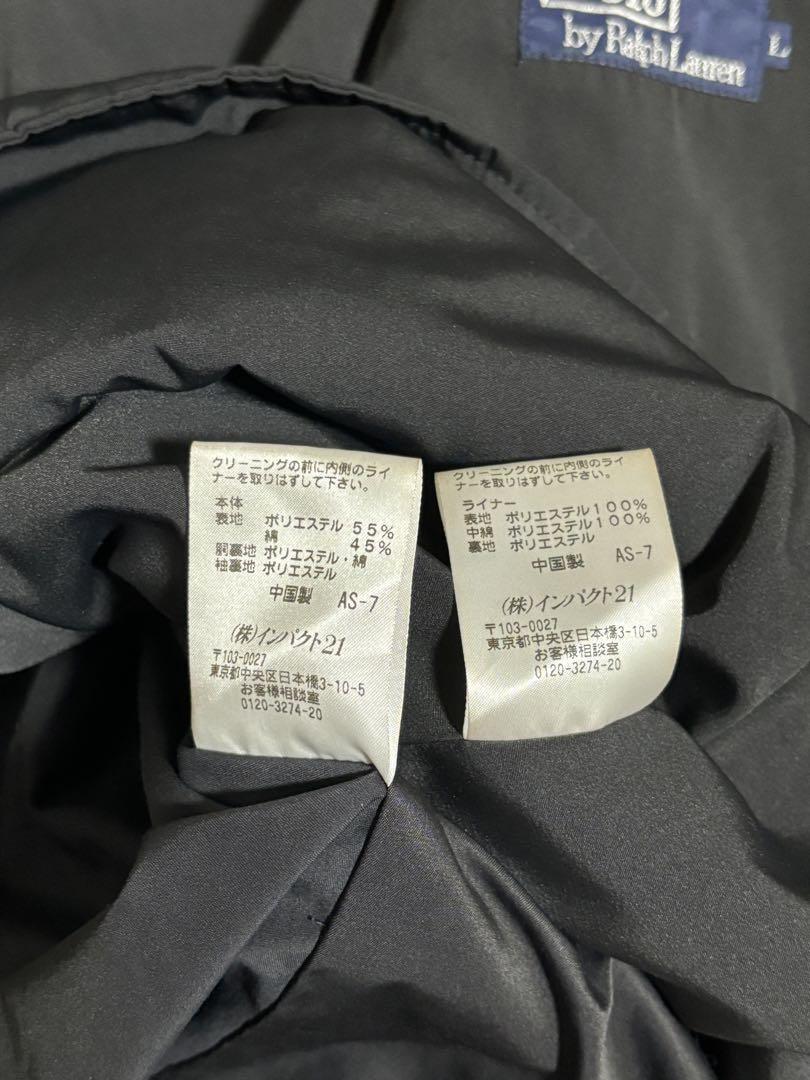 by Ralph Lauren
L
クリーニングの前に内側のライ
ナーを取りはずして下さい。
本体
表地 ポリエステル 55%
綿 45%
胴裏地 ポリエステル・綿
袖裏地 ポリエステル
中国製 AS-7
(株)インパクト21
〒103-0027
東京都中央区日本橋3-10-5
お客様相談室
0120-3274-20
クリーニングの前に内側のライ
ナーを取りはずして下さい。
ライナー
表地 ポリエステル100%
中綿 ポリエステル100%
裏地 ポリエステル
中国製 AS-7
(株)インパクト21
〒103-0027
東京都中央区日本橋3-10-5
お客様相談室
0120-3274-20